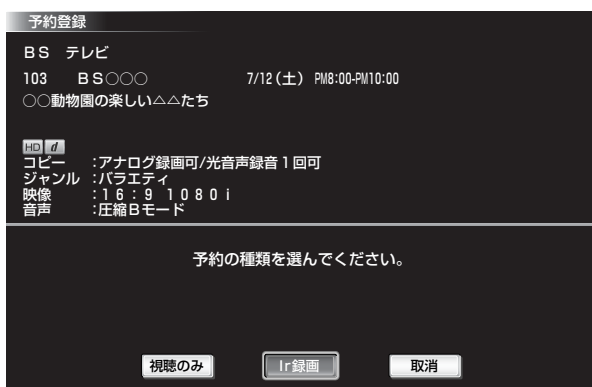 予約登録
BS テレビ
103 BS○○○ 7/12(土) PM8:00-PM10:00
○○動物園の楽しい△△たち
HD d
コピー :アナログ録画可/光音声録音1回可
ジャンル :バラエティ
映像 :16:9 1080i
音声 :圧縮Bモード
予約の種類を選んでください。
視聴のみ Ir録画 取消